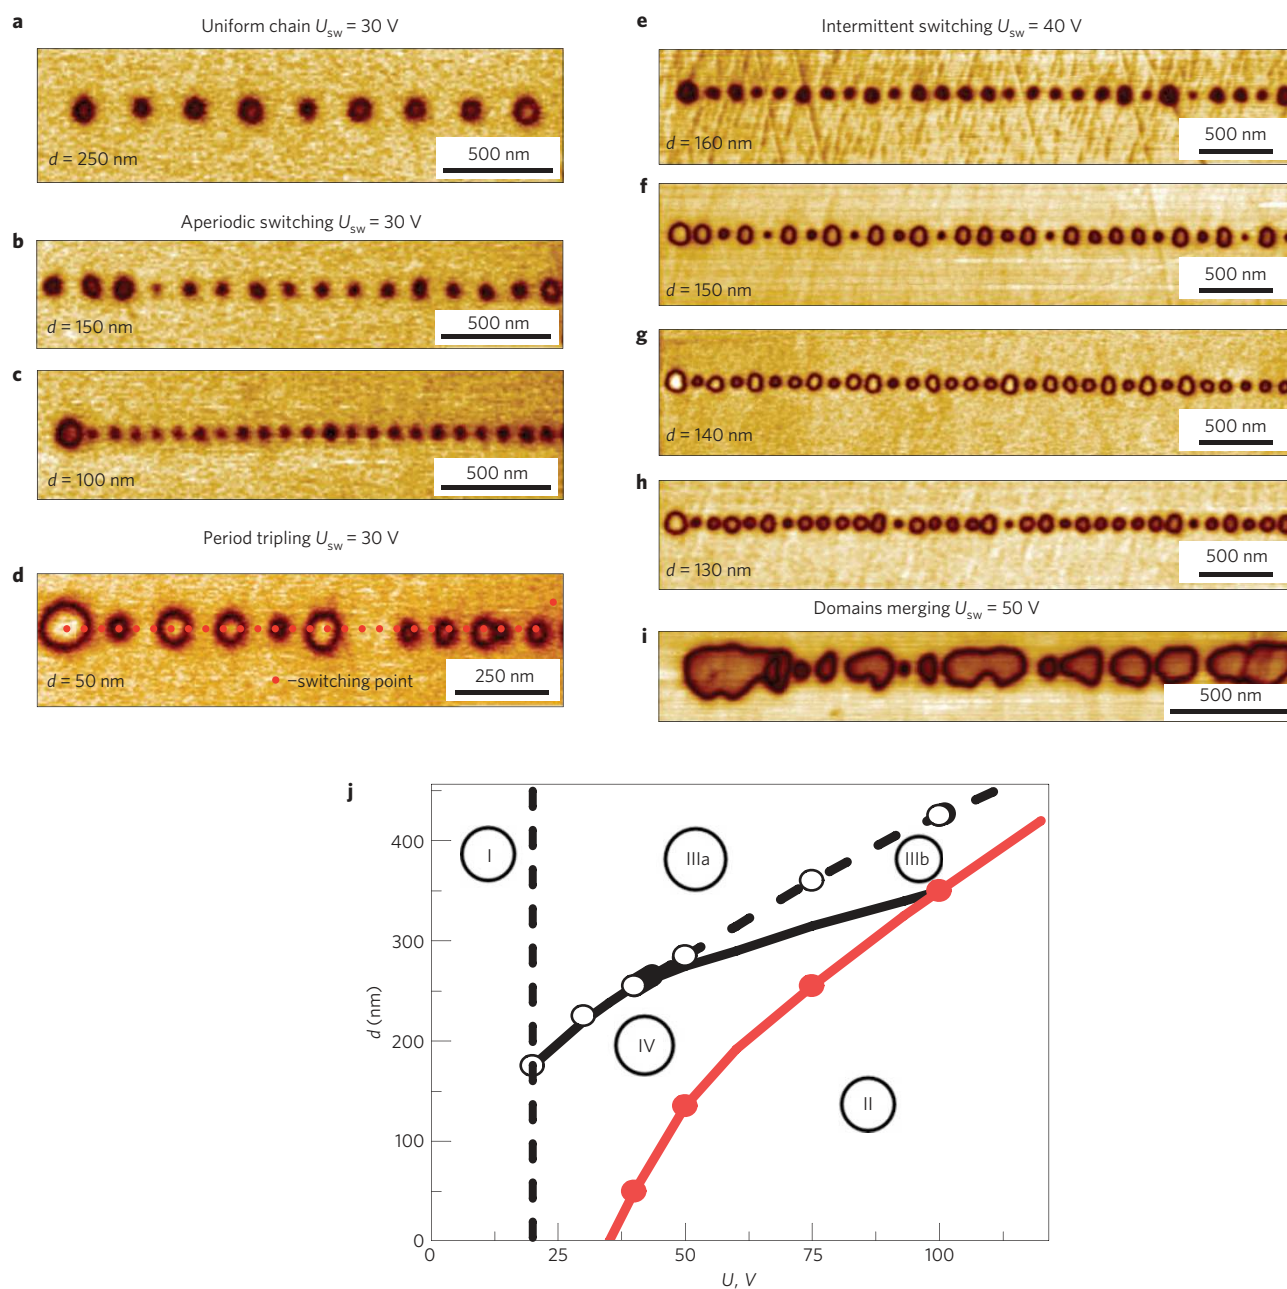 a
Uniform chain U_sw = 30 V
d = 250 nm
500 nm
Aperiodic switching U_sw = 30 V
b
d = 150 nm
500 nm
c
d = 100 nm
500 nm
Period tripling U_sw = 30 V
d
d = 50 nm
–switching point
250 nm
e
Intermittent switching U_sw = 40 V
d = 160 nm
500 nm
f
d = 150 nm
500 nm
g
d = 140 nm
500 nm
h
d = 130 nm
500 nm
Domains merging U_sw = 50 V
i
500 nm
j
400
300
200
100
0
d (nm)
I
IIIa
IIIb
IV
II
0
25
50
75
100
U, V